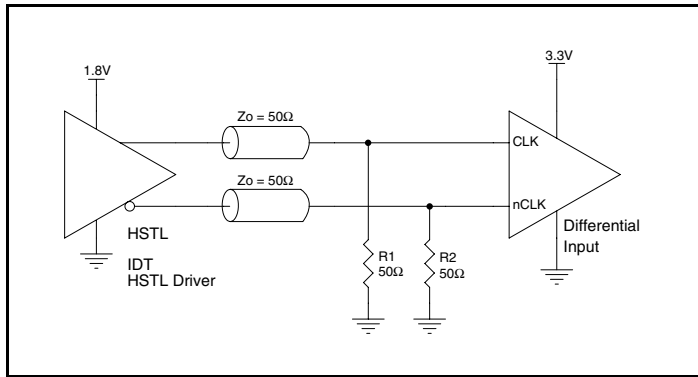 1.8V
3.3V
Zo = 50Ω
Zo = 50Ω
CLK
nCLK
HSTL
IDT
HSTL Driver
R1
50Ω
R2
50Ω
Differential
Input